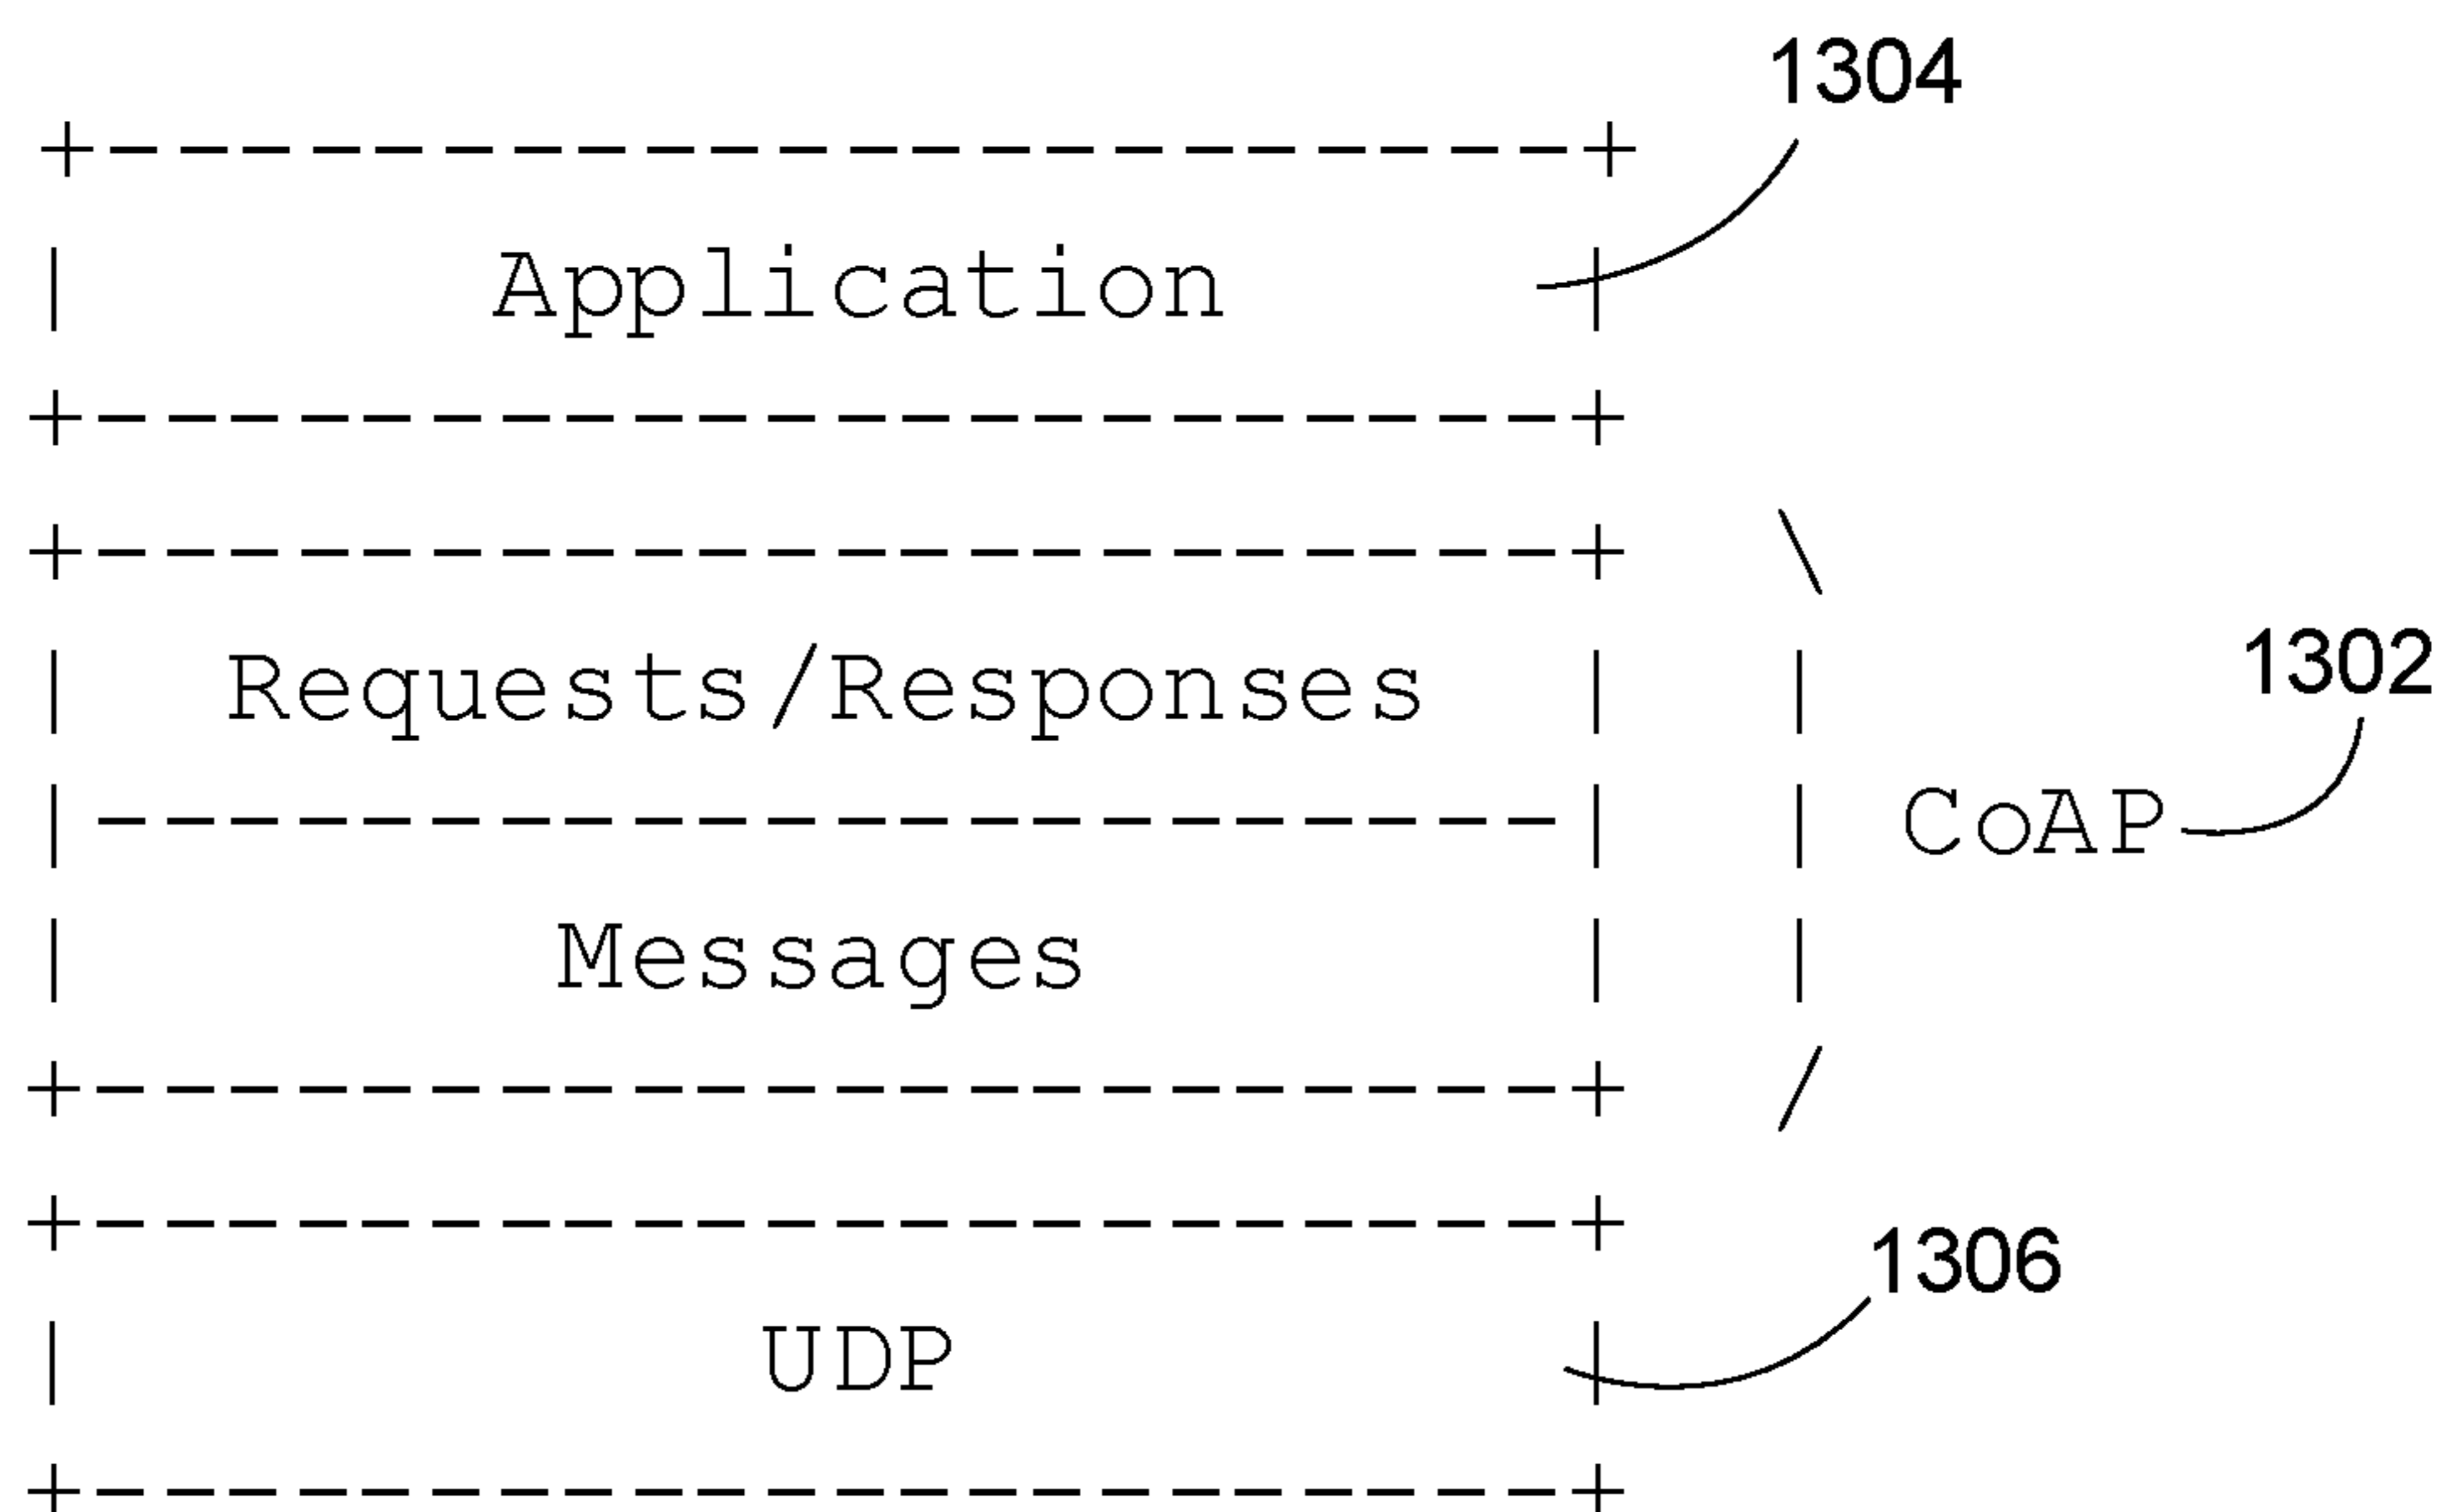 1304
Application
Requests/Responses
1302
CoAP
Messages
1306
UDP